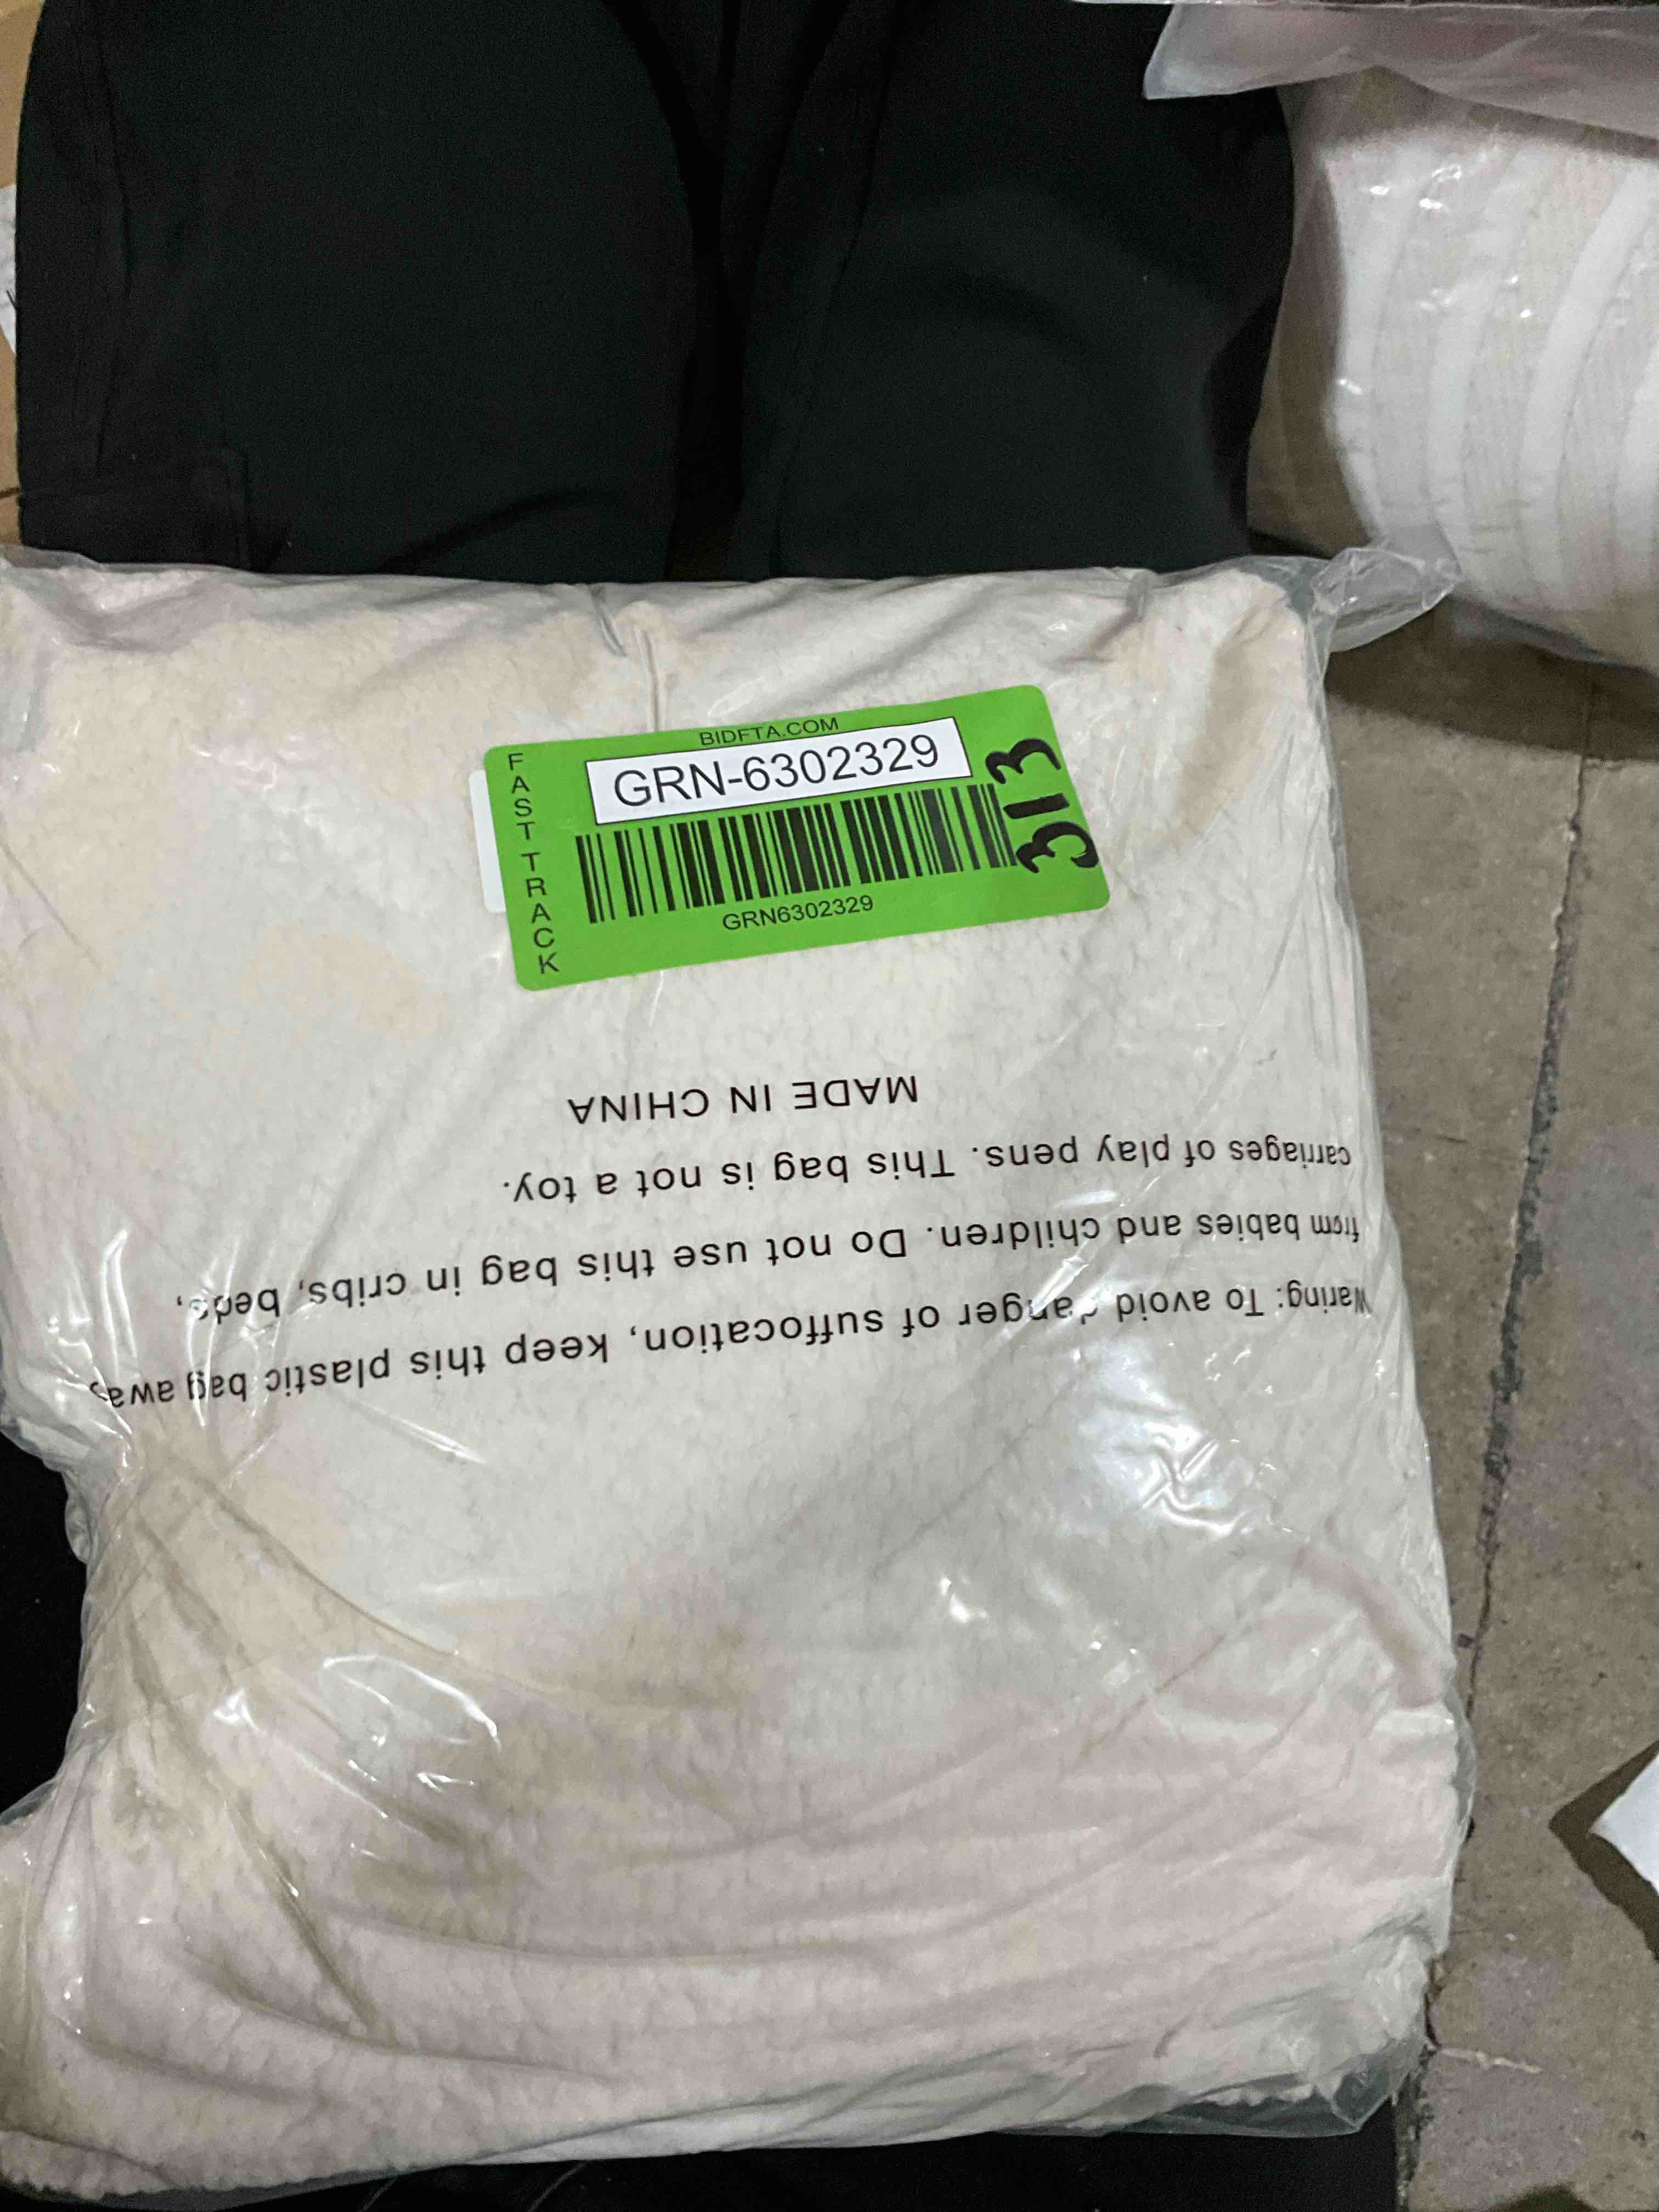 BIDFTA.COM
FAST TRACK
GRN-6302329
GRN6302329
313
Waring: To avoid danger of suffocation, keep this plastic bag away
from babies and children. Do not use this bag in cribs, beds,
carriages of play pens. This bag is not a toy.
MADE IN CHINA